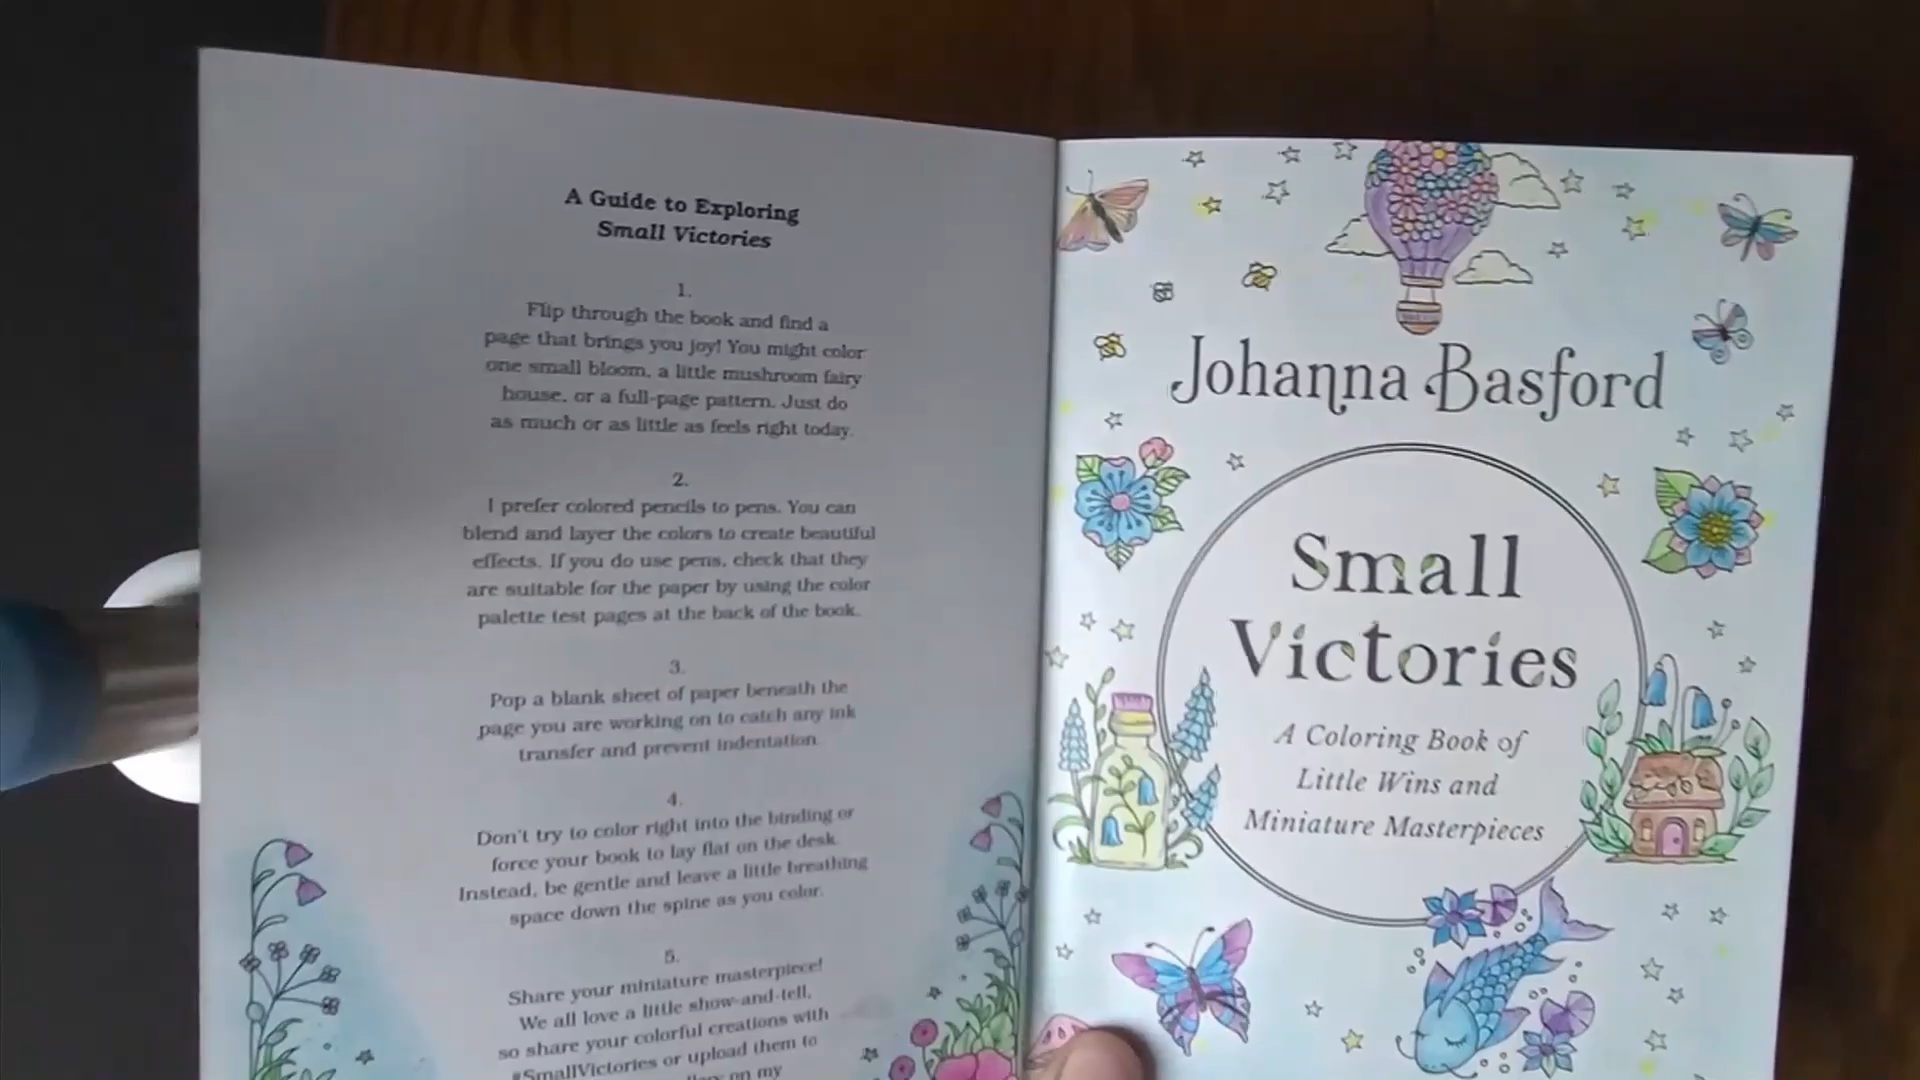 A Guide to Exploring
Small Victories
1.
Flip through the book and find a
page that brings you joy! You might color
one small bloom, a little mushroom fairy
house, or a full-page pattern. Just do
as much or as little as feels right today.
2.
I prefer colored pencils to pens. You can
blend and layer the colors to create beautiful
effects. If you do use pens, check that they
are suitable for the paper by using the color
palette test pages at the back of the book.
3.
Pop a blank sheet of paper beneath the
page you are working on to catch any ink
transfer and prevent indentation.
4.
Don't try to color right into the binding or
force your book to lay flat on the desk.
Instead, be gentle and leave a little breathing
space down the spine as you color.
5.
Share your miniature masterpiece!
We all love a little show-and-tell,
so share your colorful creations with
#SmallVictories or upload them to
on my
Johanna Basford
Small
Victories
A Coloring Book of
Little Wins and
Miniature Masterpieces